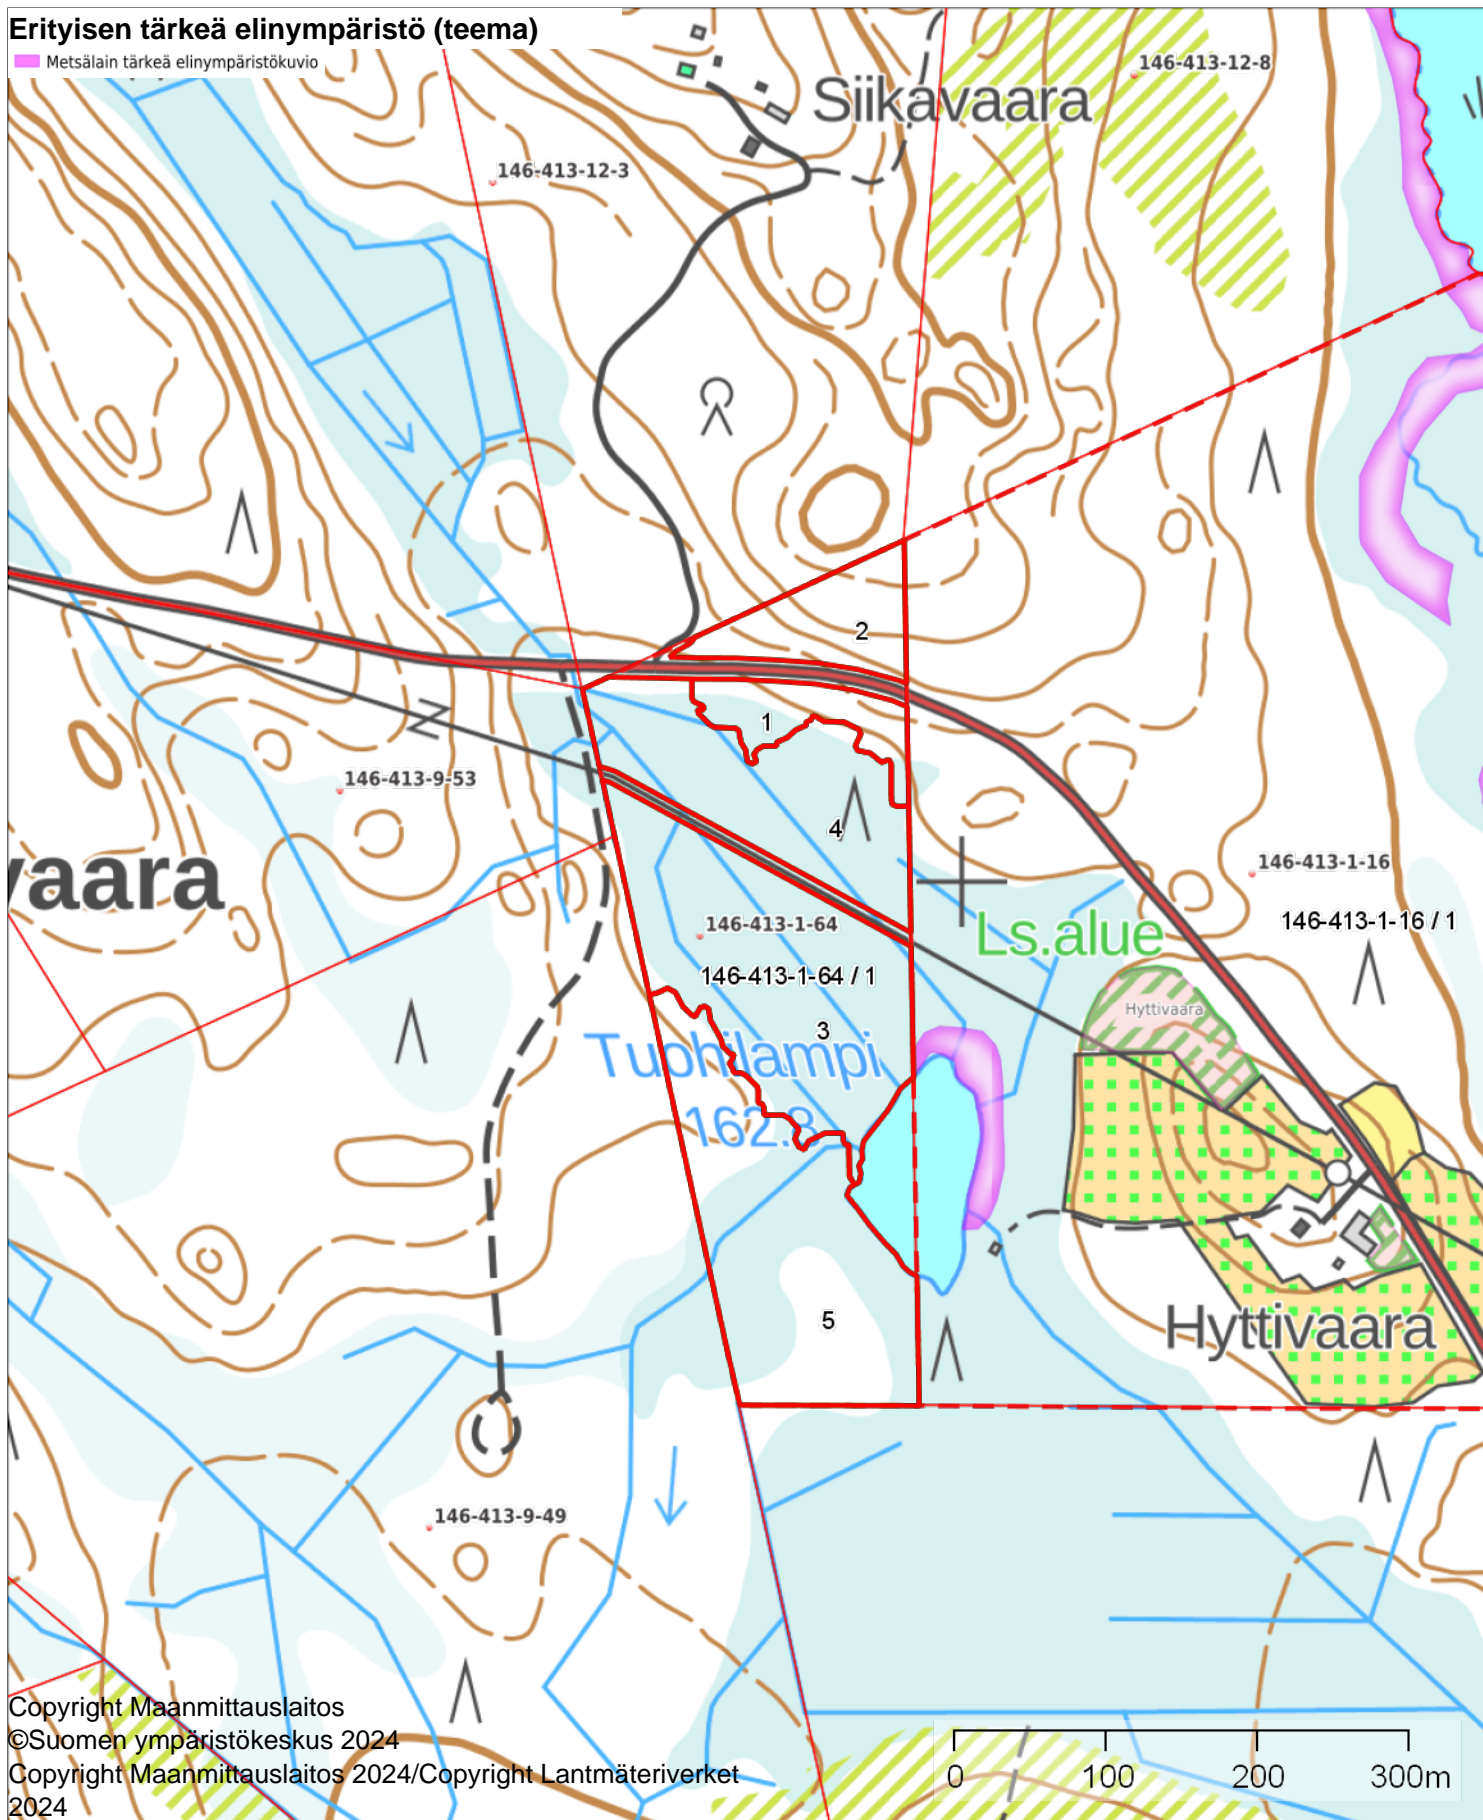 Erityisen tärkeä elinympäristö (teema)
Metsälain tärkeä elinympäristökuvio
146-413-12-8
Siikavaara
146-413-12-3
2
1
146-413-9-53
4
146-413-1-16
vaara
146-413-1-64
Ls.alue
146-413-1-16 / 1
146-413-1-64 / 1
Hyttivaara
3
Tuohilampi
162.8
5
Hyttivaara
146-413-9-49
Copyright Maanmittauslaitos
©Suomen ympäristökeskus 2024
Copyright Maanmittauslaitos 2024/Copyright Lantmäteriverket
2024
0 100 200 300m